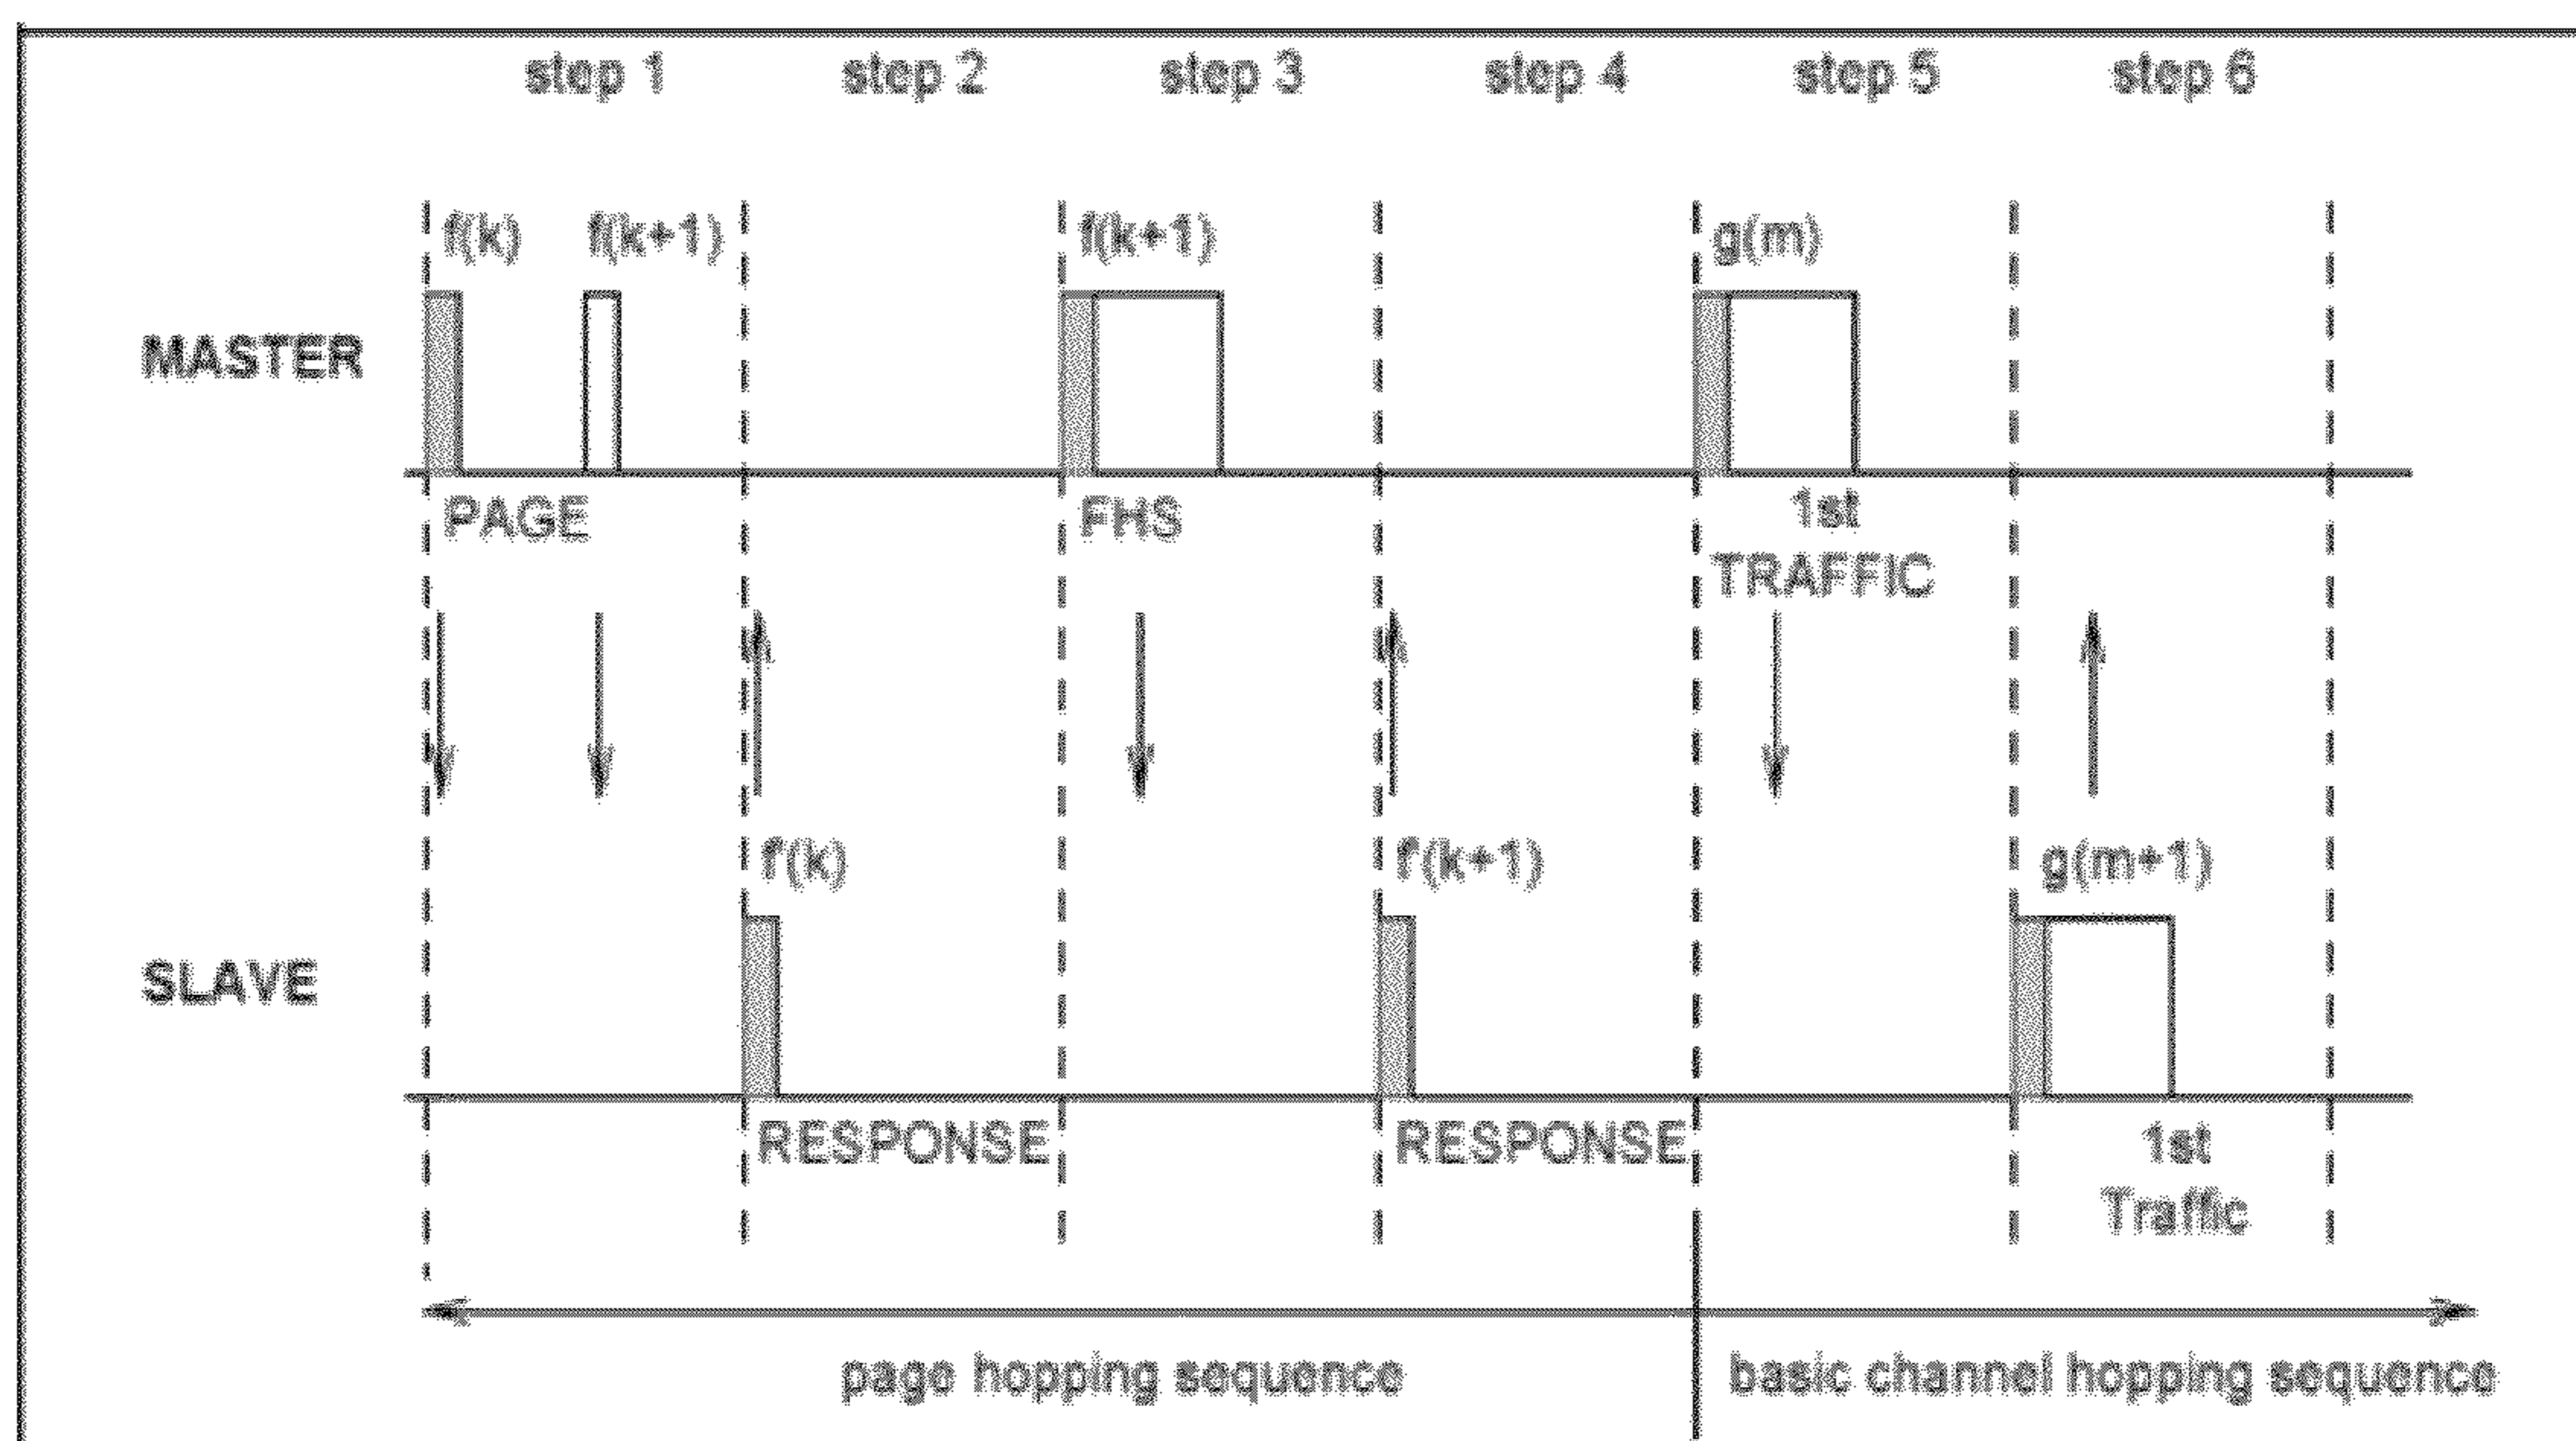 step 1 step 2 step 3 step 4 step 5 step 6
f(k) f(k+1) f(k+1) g(m)
MASTER
PAGE FHS 1st
TRAFFIC
f'(k) f'(k+1) g(m+1)
SLAVE
RESPONSE RESPONSE 1st
Traffic
page hopping sequence basic channel hopping sequence